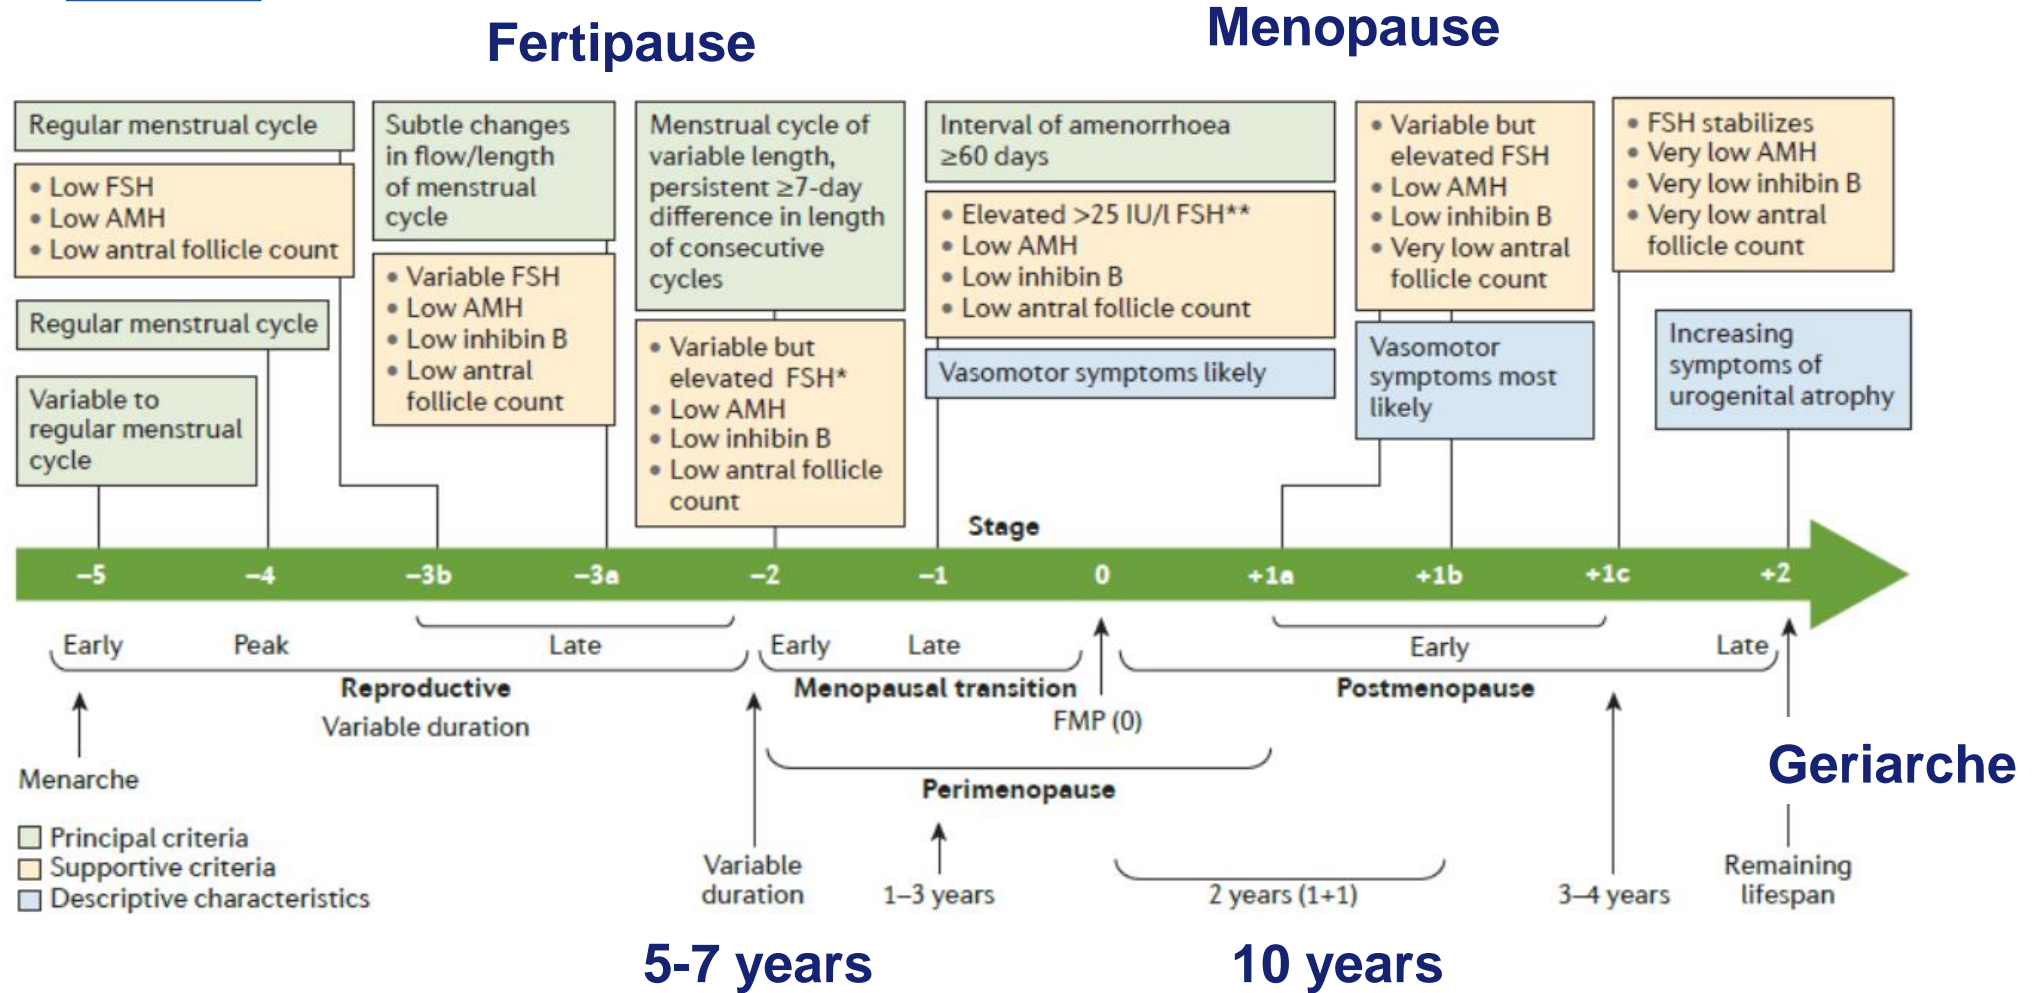 Fertipause
Menopause
Regular menstrual cycle
• Low FSH
• Low AMH
• Low antral follicle count
Regular menstrual cycle
Variable to
regular menstrual
cycle
Subtle changes
in flow/length
of menstrual
cycle
• Variable FSH
• Low AMH
• Low inhibin B
• Low antral
follicle count
Menstrual cycle of
variable length,
persistent ≥7-day
difference in length
of consecutive
cycles
• Variable but
elevated FSH*
• Low AMH
• Low inhibin B
• Low antral follicle
count
Interval of amenorrhoea
≥60 days
• Elevated >25 IU/l FSH**
• Low AMH
• Low inhibin B
• Low antral follicle count
Vasomotor symptoms likely
• Variable but
elevated FSH
• Low AMH
• Low inhibin B
• Very low antral
follicle count
Vasomotor
symptoms most
likely
• FSH stabilizes
• Very low AMH
• Very low inhibin B
• Very low antral
follicle count
Increasing
symptoms of
urogenital atrophy
Stage
–5 –4 –3b –3a –2 –1 0 +1a +1b +1c +2
Early Peak Late Early Late Early Late
Reproductive Menopausal transition Postmenopause
Variable duration
FMP (0)
Menarche
Perimenopause
Geriarche
Principal criteria
Supportive criteria
Descriptive characteristics
Variable
duration
1–3 years
2 years (1+1)
3–4 years
Remaining
lifespan
5-7 years
10 years